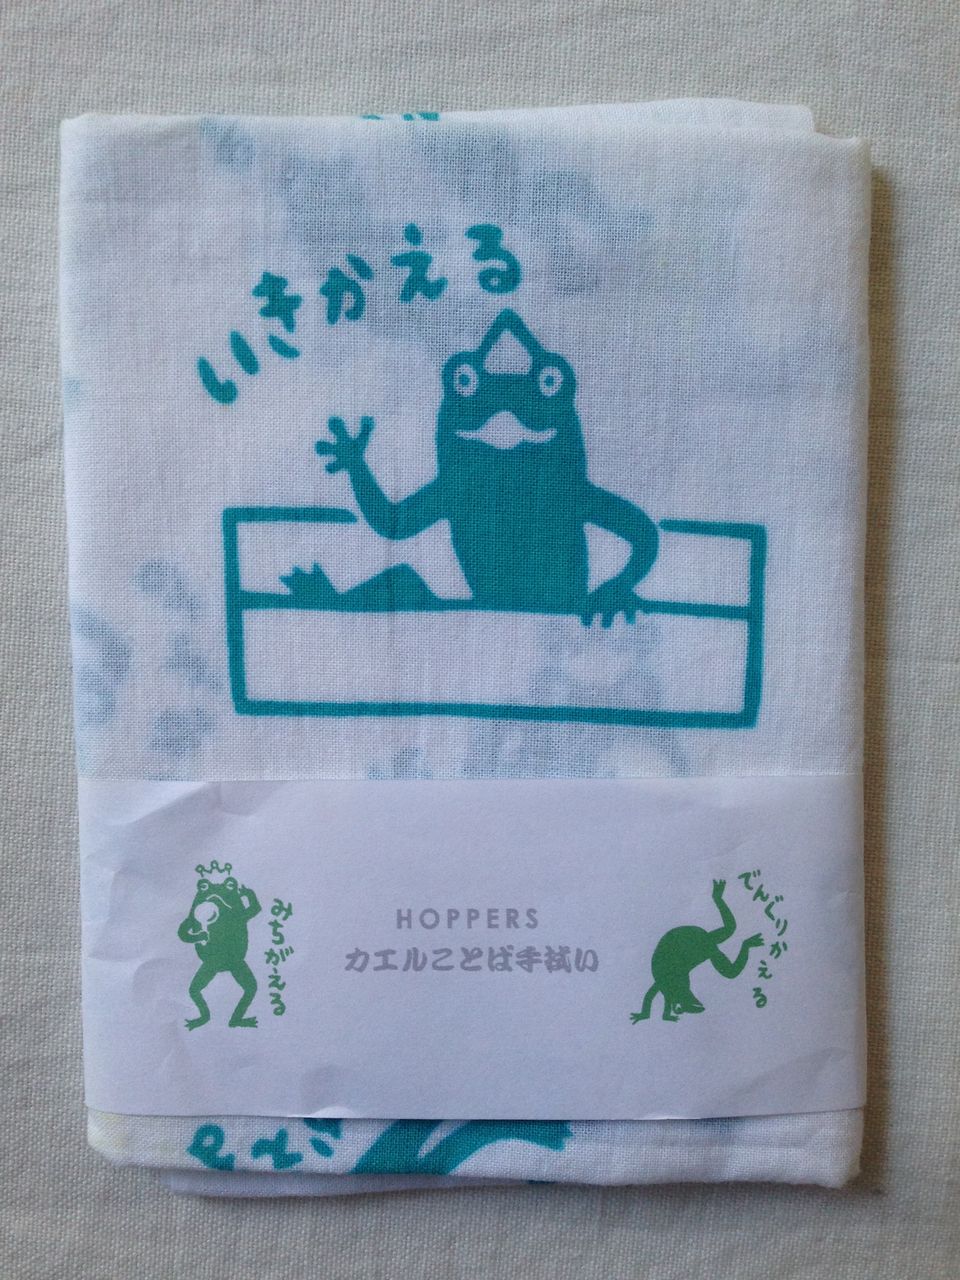 いきかえる
みちがえる
HOPPERS
カエルことば手拭い
でんぐりかえる